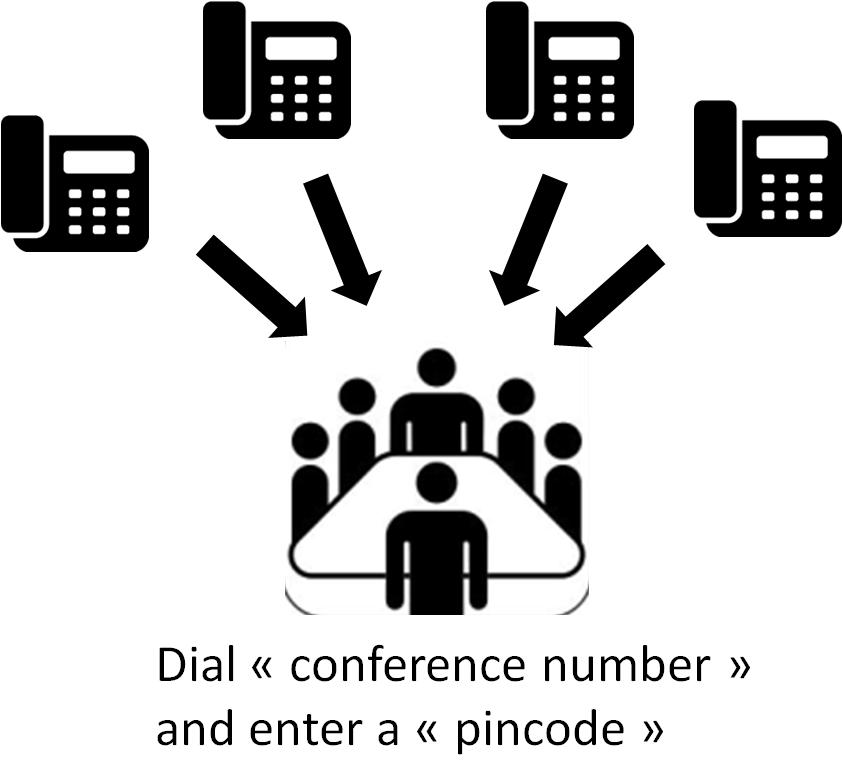 Dial « conference number »
and enter a « pincode »